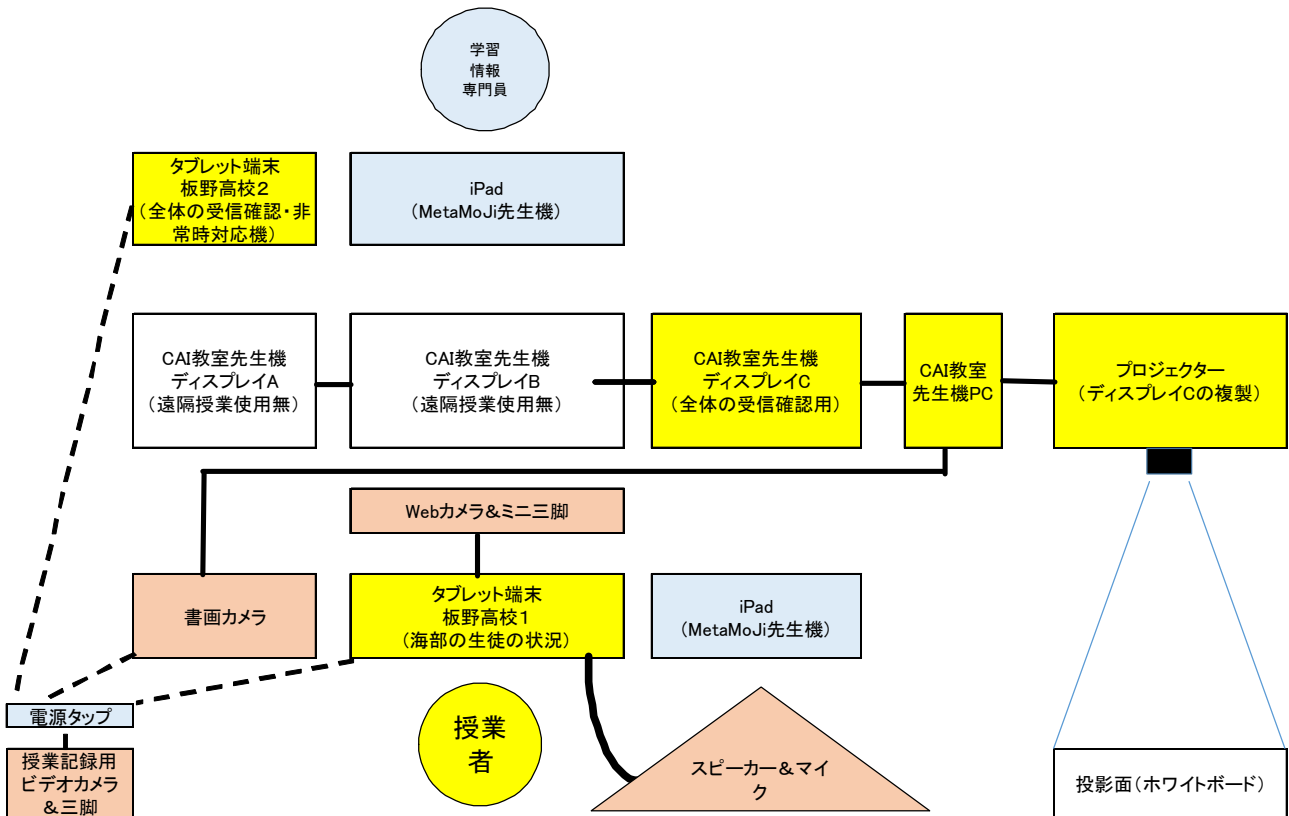 学習
情報
専門員
タブレット端末
板野高校2
(全体の受信確認・非
常時対応機)
iPad
(MetaMoJi先生機)
CAI教室先生機
ディスプレイA
(遠隔授業使用無)
CAI教室先生機
ディスプレイB
(遠隔授業使用無)
CAI教室先生機
ディスプレイC
(全体の受信確認用)
CAI教室
先生機PC
プロジェクター
(ディスプレイCの複製)
Webカメラ&ミニ三脚
書画カメラ
タブレット端末
板野高校1
(海部の生徒の状況)
iPad
(MetaMoJi先生機)
電源タップ
授業記録用
ビデオカメラ
&三脚
授業
者
スピーカー&マイ
ク
投影面(ホワイトボード)